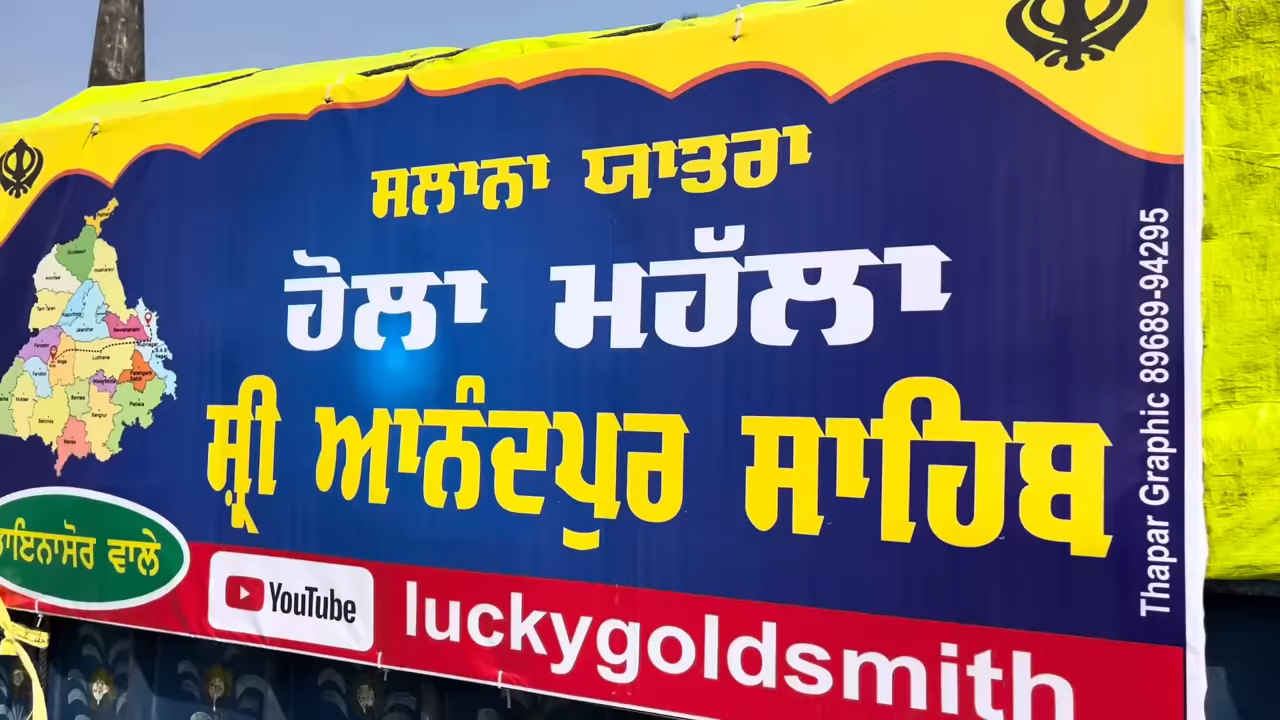 ਸਲਾਨਾ ਯਾਤਰਾ
ਹੋਲਾ ਮਹੱਲਾ
ਸ਼੍ਰੀ ਆਨੰਦਪੁਰ ਸਾਹਿਬ
ਵਾਲੇ
YouTube
luckygoldsmith
Thapar Graphic 89689-94295